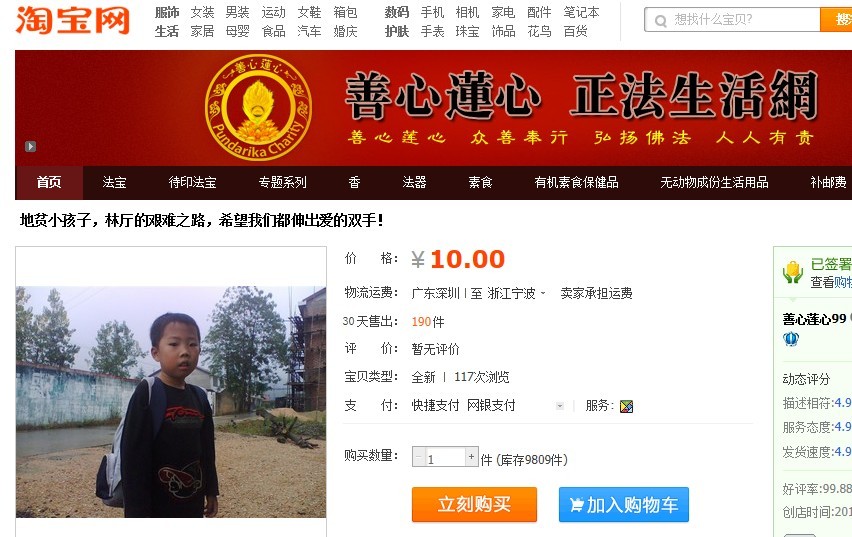 淘宝网
服饰 女装 男装 运动 女鞋 箱包 数码 手机 相机 家电 配件 笔记本
生活 家居 母婴 食品 汽车 婚庆 护肤 手表 珠宝 饰品 花鸟 百货
想找什么宝贝?
善心蓮心
Pundarika Charity
善心蓮心 正法生活網
善心莲心 众善奉行 弘扬佛法 人人有责
首页 法宝 待印法宝 专题系列 香 法器 素食 有机素食保健品 无动物成份生活用品 补邮费
地贫小孩子，林厅的艰难之路，希望我们都伸出爱的双手!
价 格: ¥10.00
物流运费: 广东深圳 | 至 浙江宁波 卖家承担运费
30天售出: 190件
评 价: 暂无评价
宝贝类型: 全新 | 117次浏览
支 付: 快捷支付 网银支付 服务:
购买数量: - 1 + 件 (库存9809件)
立刻购买 加入购物车
已签署
查看购物
善心莲心99
动态评分
描述相符:4.9
服务态度:4.9
发货速度:4.9
好评率:99.88
创店时间:201